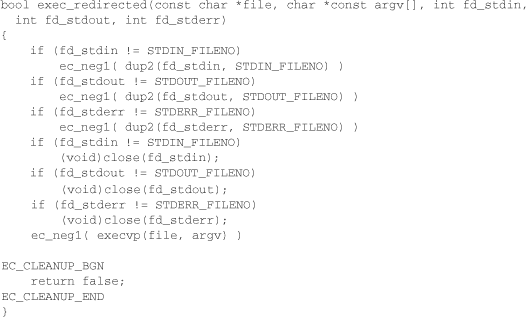 bool exec_redirected(const char *file, char *const argv[], int fd_stdin,
  int fd_stdout, int fd_stderr)
{
    if (fd_stdin != STDIN_FILENO)
        ec_neg1( dup2(fd_stdin, STDIN_FILENO) )
    if (fd_stdout != STDOUT_FILENO)
        ec_neg1( dup2(fd_stdout, STDOUT_FILENO) )
    if (fd_stderr != STDERR_FILENO)
        ec_neg1( dup2(fd_stderr, STDERR_FILENO) )
    if (fd_stdin != STDIN_FILENO)
        (void)close(fd_stdin);
    if (fd_stdout != STDOUT_FILENO)
        (void)close(fd_stdout);
    if (fd_stderr != STDERR_FILENO)
        (void)close(fd_stderr);
    ec_neg1( execvp(file, argv) )

EC_CLEANUP_BGN
    return false;
EC_CLEANUP_END
}